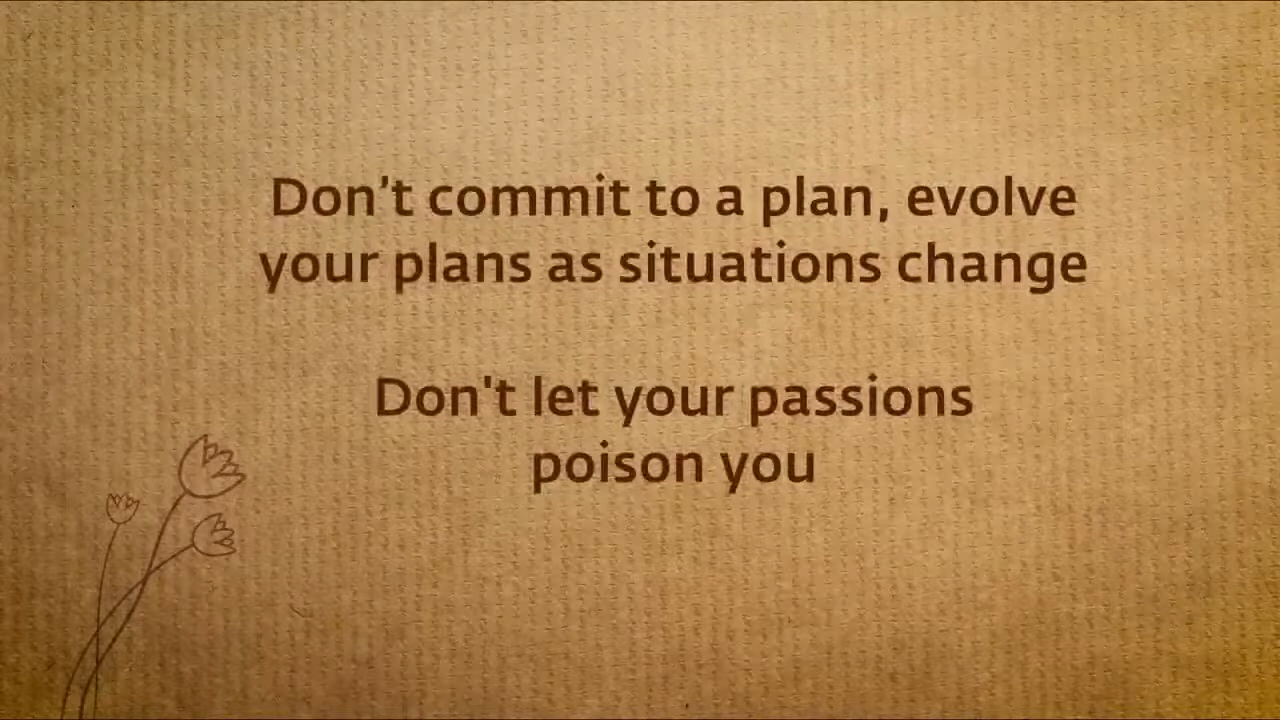 Don’t commit to a plan, evolve
your plans as situations change
Don't let your passions
poison you